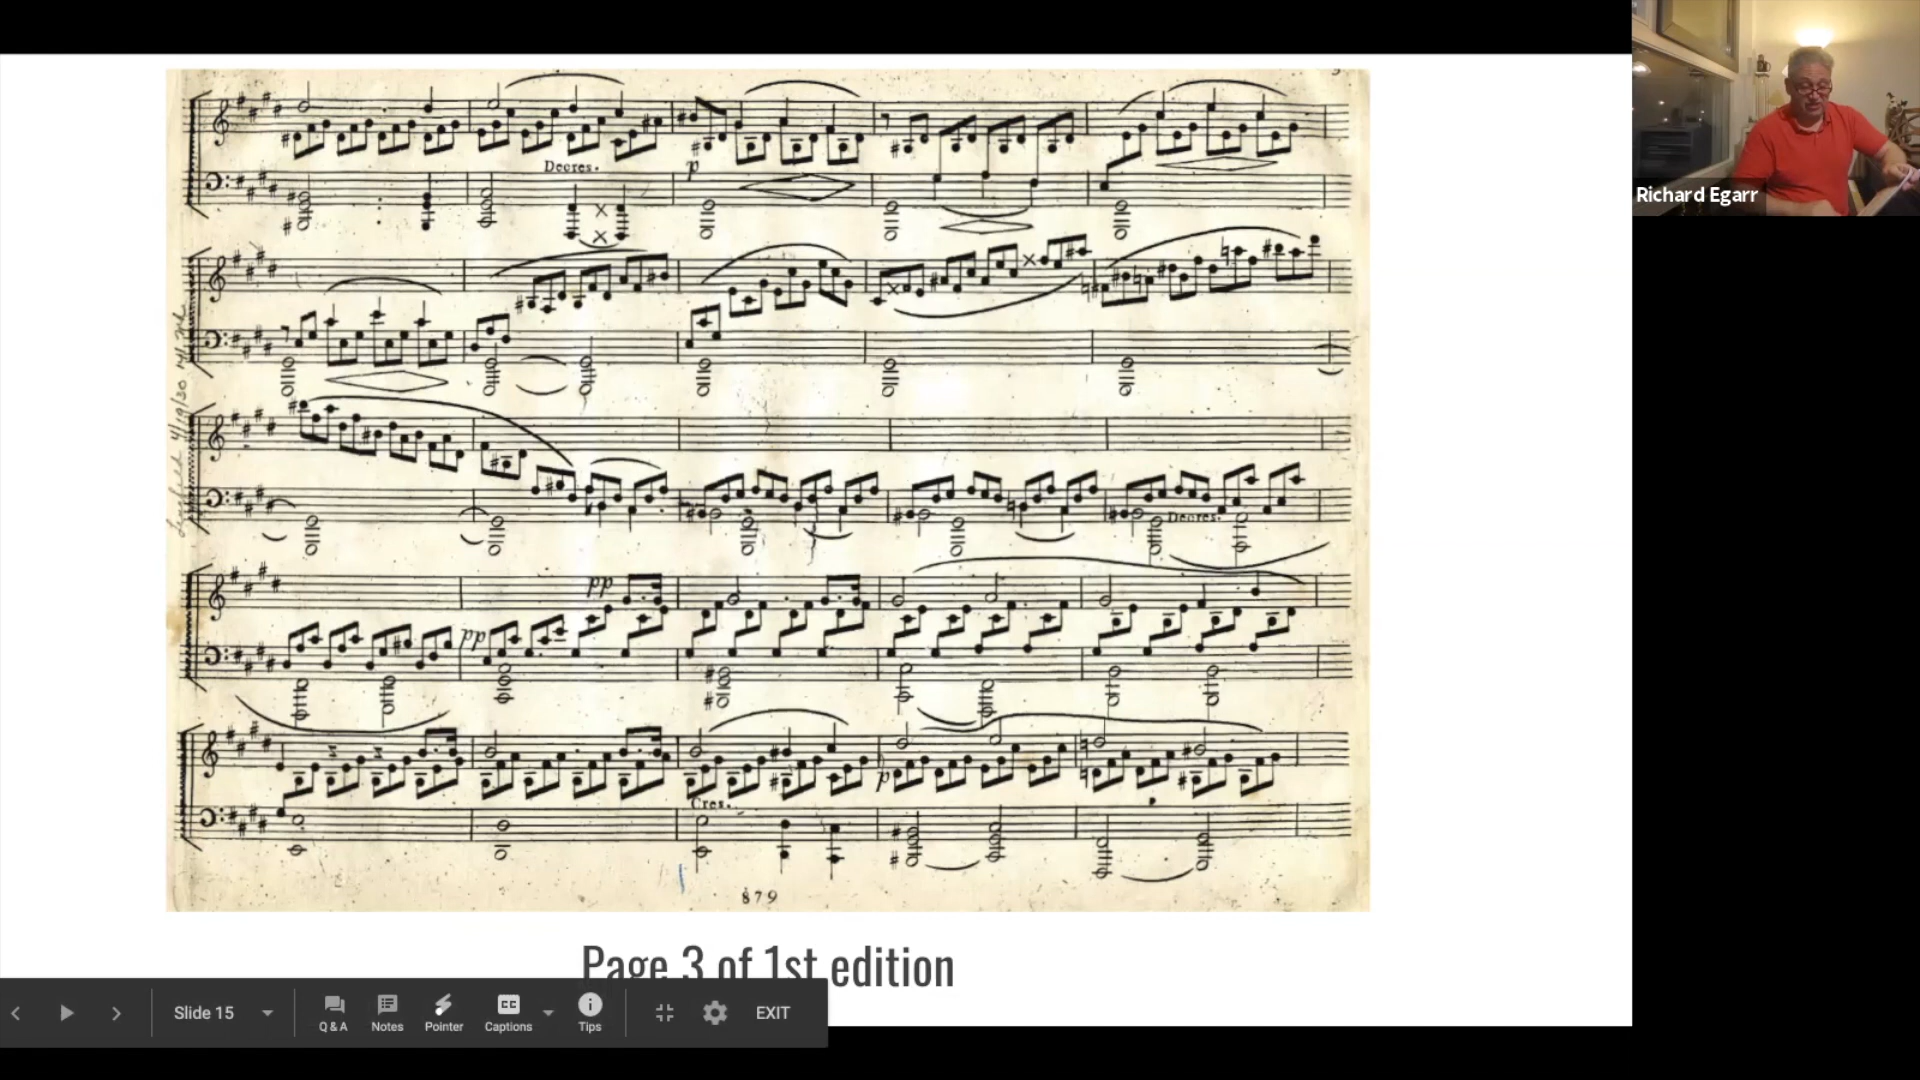 Richard Egarr
Decres.
p
Decres.
pp
pp
Cres.
p
879
Page 3 of 1st edition
Slide 15
Q & A
Notes
Pointer
CC
Captions
Tips
EXIT